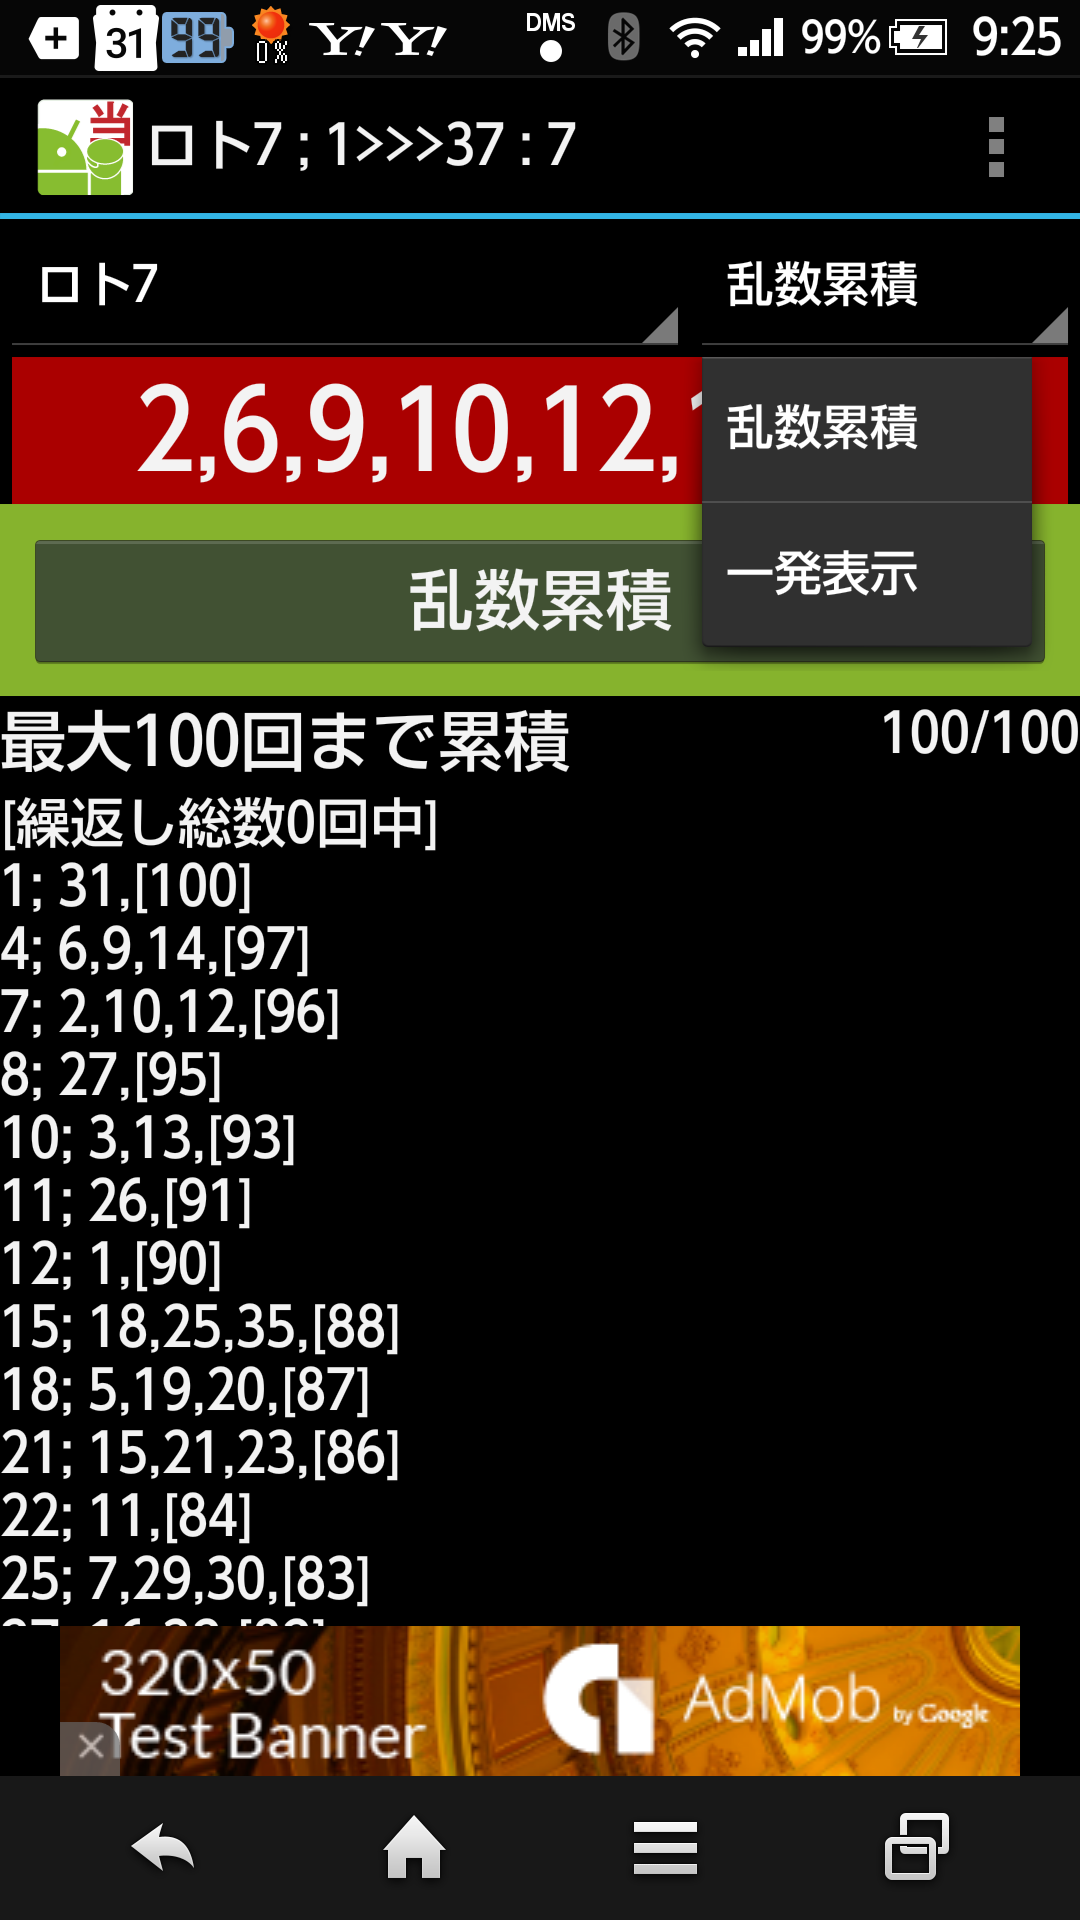 31 99 0% Y! Y! DMS 99% 9:25
当
ロト7 ; 1>>>37 : 7
ロト7 乱数累積
2,6,9,10,12,
乱数累積
一発表示
乱数累積
最大100回まで累積 100/100
[繰返し総数0回中]
1; 31,[100]
4; 6,9,14,[97]
7; 2,10,12,[96]
8; 27,[95]
10; 3,13,[93]
11; 26,[91]
12; 1,[90]
15; 18,25,35,[88]
18; 5,19,20,[87]
21; 15,21,23,[86]
22; 11,[84]
25; 7,29,30,[83]
320x50
Test Banner
AdMob by Google